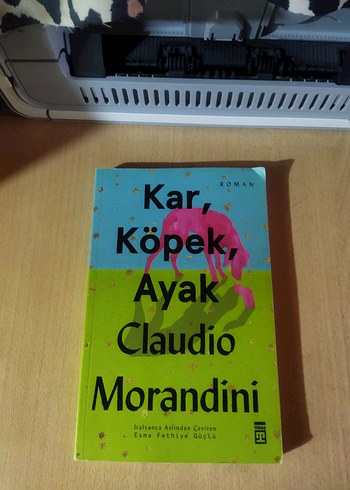 ROMAN
Kar,
Köpek,
Ayak
Claudio
Morandini
İtalyanca Aslından Çeviren
Esma Fethiye Güçlü